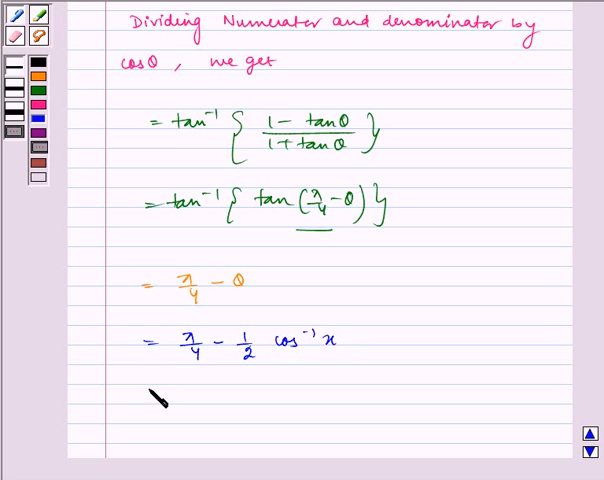 Dividing Numerator and denominator by
cosθ, we get
= tan⁻¹ { (1 - tanθ)/(1 + tanθ) }
= tan⁻¹ { tan (π/4 - θ) }
= π/4 - θ
= π/4 - 1/2 cos⁻¹ x